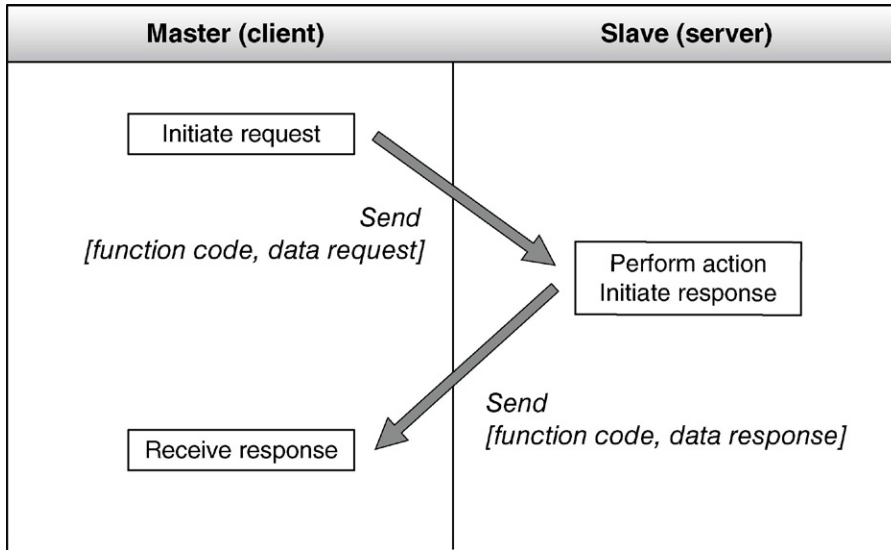 Master (client)
Slave (server)
Initiate request
Send
[function code, data request]
Perform action
Initiate response
Send
[function code, data response]
Receive response